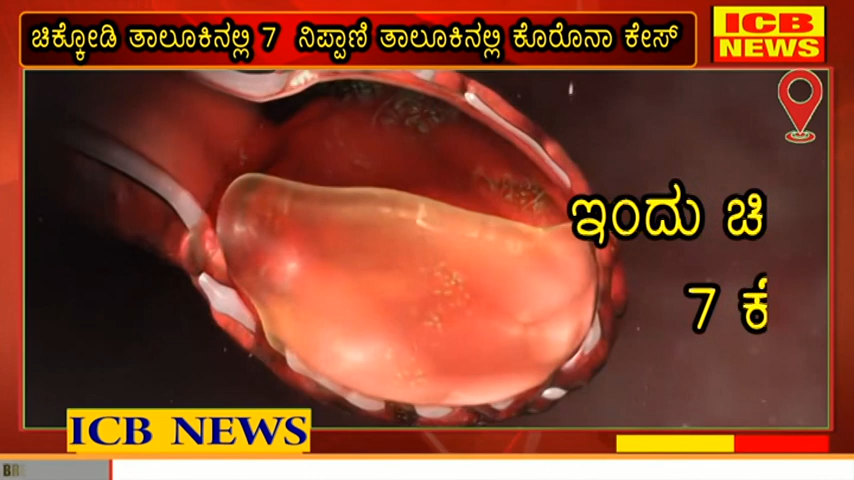 ಚಿಕ್ಕೋಡಿ ತಾಲೂಕಿನಲ್ಲಿ 7 ನಿಪ್ಪಾಣಿ ತಾಲೂಕಿನಲ್ಲಿ ಕೊರೊನಾ ಕೇಸ್
ICB
NEWS
ಇಂದು ಚಿ
7 ಕೆ
ICB NEWS